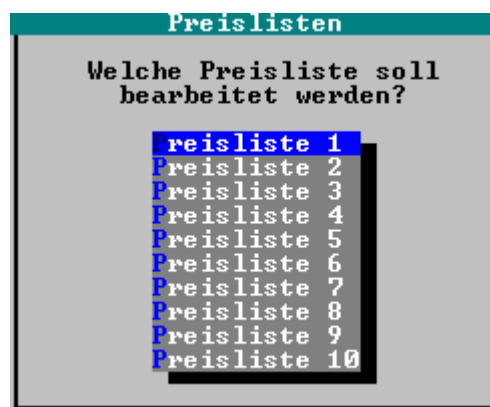 Preislisten
Welche Preisliste soll
bearbeitet werden?
Preisliste 1
Preisliste 2
Preisliste 3
Preisliste 4
Preisliste 5
Preisliste 6
Preisliste 7
Preisliste 8
Preisliste 9
Preisliste 10